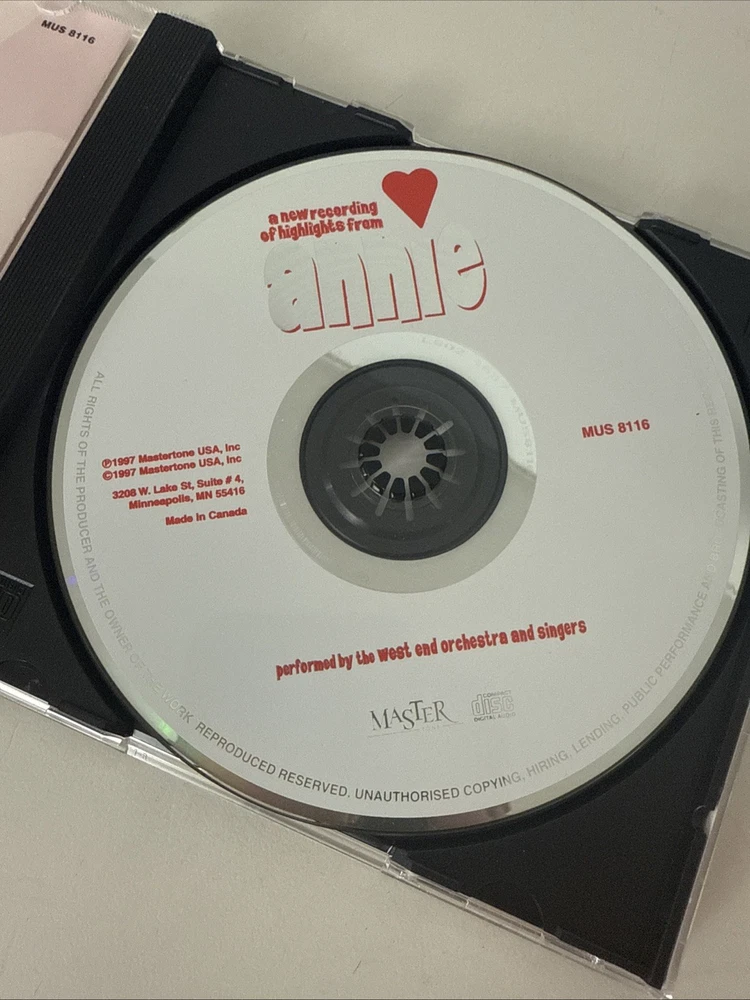 MUS 8116
a new recording
of highlights from
annie
MUS 8116
℗1997 Mastertone USA, Inc
©1997 Mastertone USA, Inc
3208 W. Lake St, Suite # 4,
Minneapolis, MN 55416
Made in Canada
performed by the west end orchestra and singers
MASTER
COMPACT
disc
DIGITAL AUDIO
ALL RIGHTS OF THE PRODUCER AND THE OWNER OF WORK REPRODUCED RESERVED. UNAUTHORISED COPYING, HIRING, LENDING, PUBLIC PERFORMANCE AND BROADCASTING OF THIS